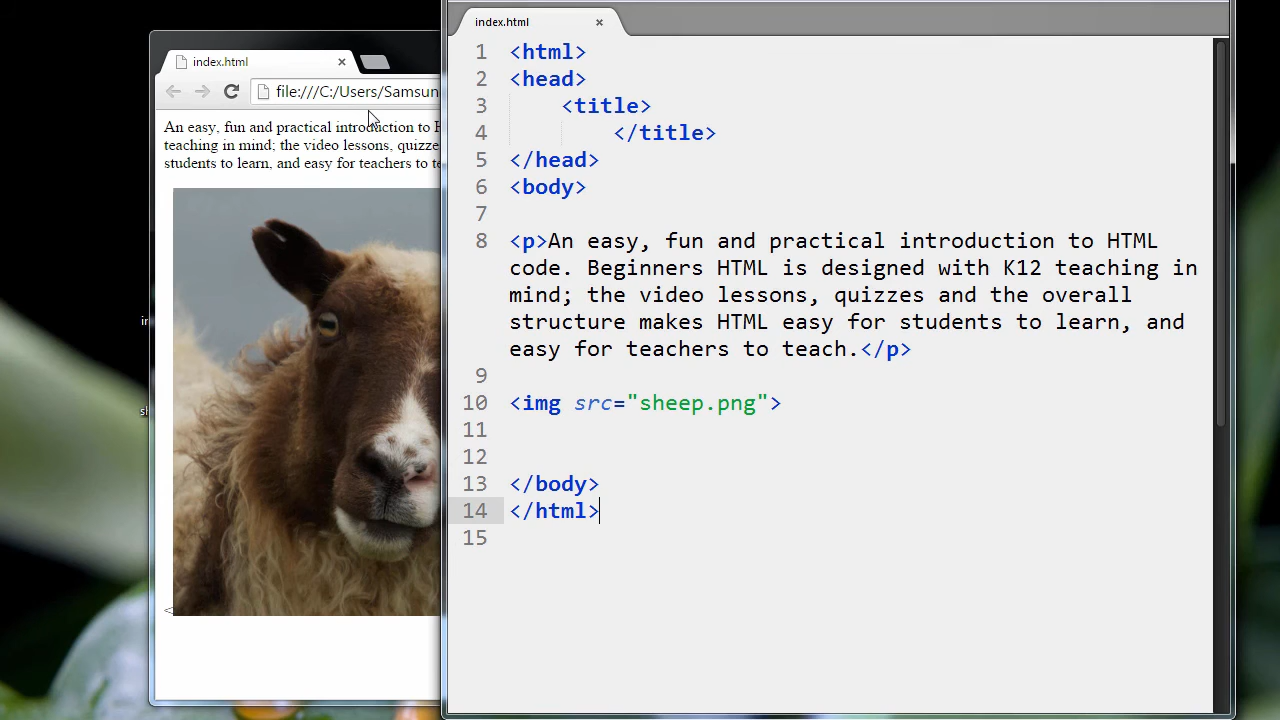 index.html
file:///C:/Users/Samsun
An easy, fun and practical introduction to H
teaching in mind; the video lessons, quizzes
students to learn, and easy for teachers to te
<
index.html
1 <html>
2 <head>
3 <title>
4 </title>
5 </head>
6 <body>
7
8 <p>An easy, fun and practical introduction to HTML
code. Beginners HTML is designed with K12 teaching in
mind; the video lessons, quizzes and the overall
structure makes HTML easy for students to learn, and
easy for teachers to teach.</p>
9
10 <img src="sheep.png">
11
12
13 </body>
14 </html>
15